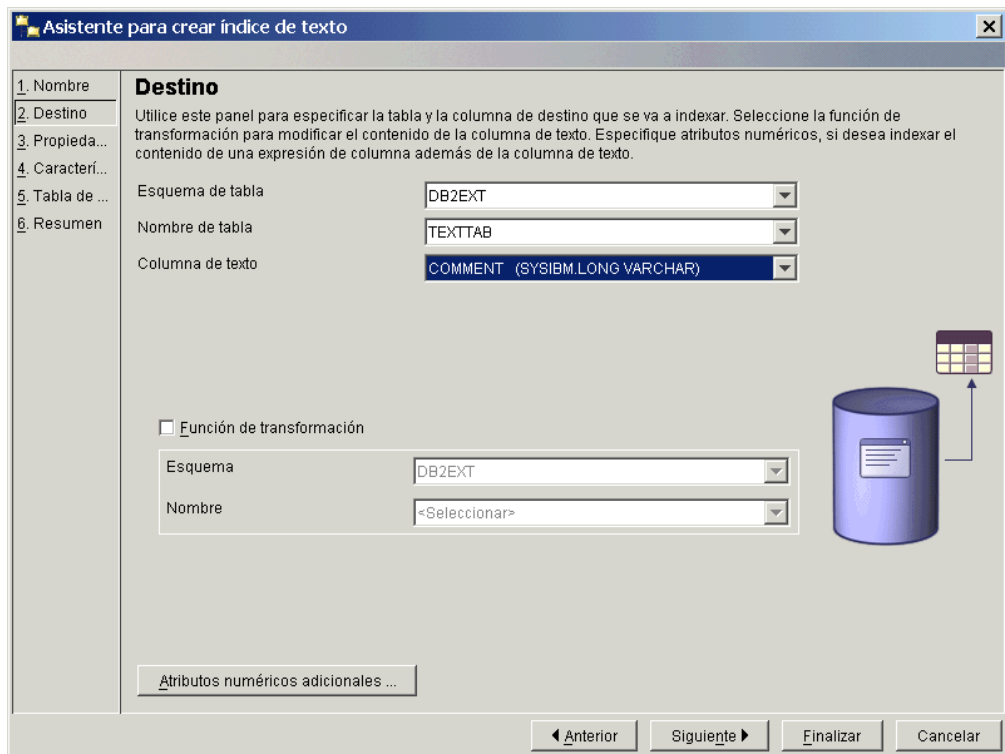 Asistente para crear índice de texto
1. Nombre
2. Destino
3. Propieda...
4. Caracterí...
5. Tabla de ...
6. Resumen
Destino
Utilice este panel para especificar la tabla y la columna de destino que se va a indexar. Seleccione la función de
transformación para modificar el contenido de la columna de texto. Especifique atributos numéricos, si desea indexar el
contenido de una expresión de columna además de la columna de texto.
Esquema de tabla DB2EXT
Nombre de tabla TEXTTAB
Columna de texto COMMENT (SYSIBM.LONG VARCHAR)
Función de transformación
Esquema DB2EXT
Nombre <Seleccionar>
Atributos numéricos adicionales ...
Anterior Siguiente Finalizar Cancelar